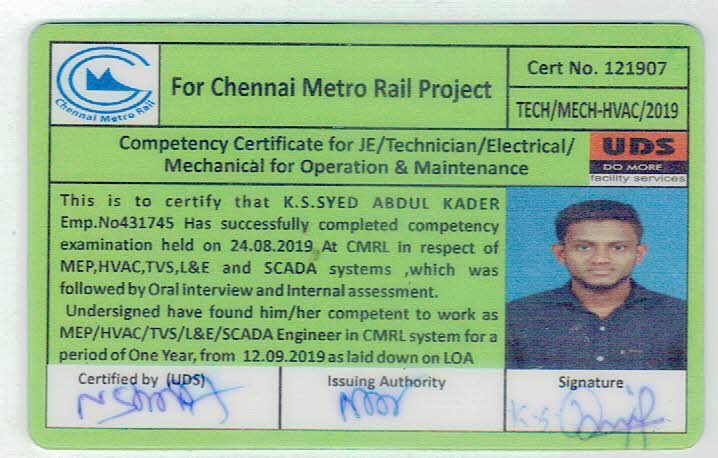 Chennai Metro Rail
For Chennai Metro Rail Project
Cert No. 121907
TECH/MECH-HVAC/2019
Competency Certificate for JE/Technician/Electrical/
Mechanical for Operation & Maintenance
UDS
DO MORE
facility services
This is to certify that K.S.SYED ABDUL KADER
Emp.No431745 Has successfully completed competency
examination held on 24.08.2019 At CMRL in respect of
MEP,HVAC,TVS,L&E and SCADA systems ,which was
followed by Oral interview and Internal assessment.
Undersigned have found him/her competent to work as
MEP/HVAC/TVS/L&E/SCADA Engineer in CMRL system for a
period of One Year, from 12.09.2019 as laid down on LOA
Certified by (UDS)
Issuing Authority
Signature